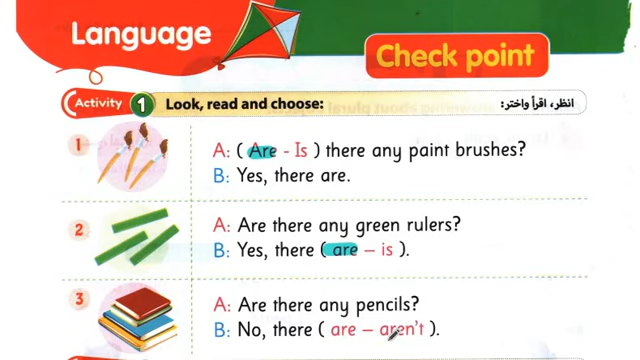 Language
Check point
Activity 1 Look, read and choose: انظر، اقرأ واختر:
1
A: ( Are - Is ) there any paint brushes?
B: Yes, there are.
2
A: Are there any green rulers?
B: Yes, there ( are – is ).
3
A: Are there any pencils?
B: No, there ( are – aren't ).